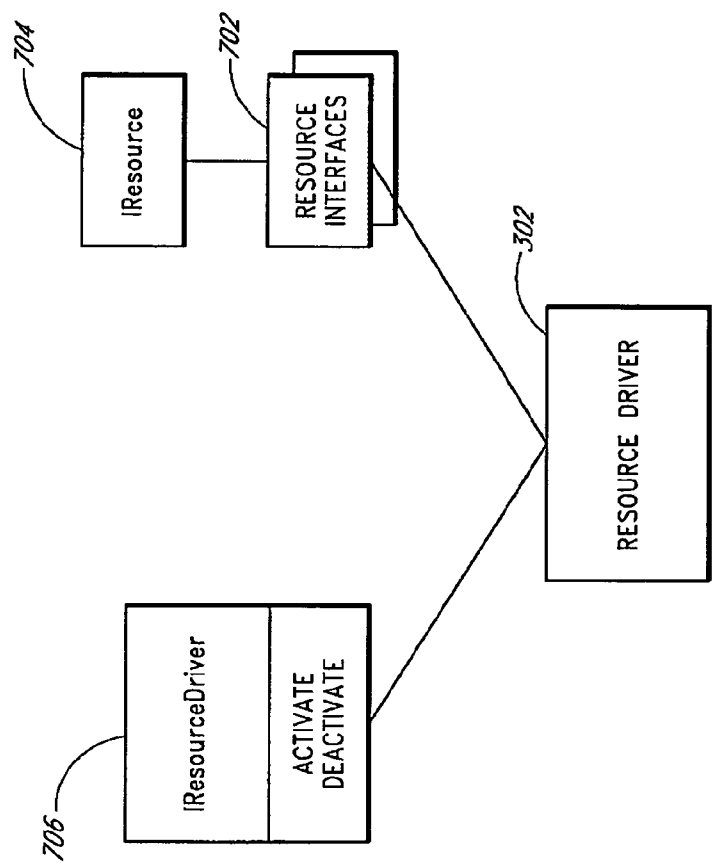 704
IResource
702
RESOURCE
INTERFACES
706
IResourceDriver
ACTIVATE
DEACTIVATE
302
RESOURCE DRIVER